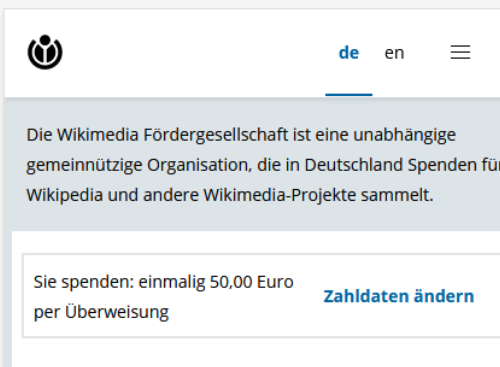 de en
Die Wikimedia Fördergesellschaft ist eine unabhängige
gemeinnützige Organisation, die in Deutschland Spenden für
Wikipedia und andere Wikimedia-Projekte sammelt.
Sie spenden: einmalig 50,00 Euro
per Überweisung
Zahldaten ändern